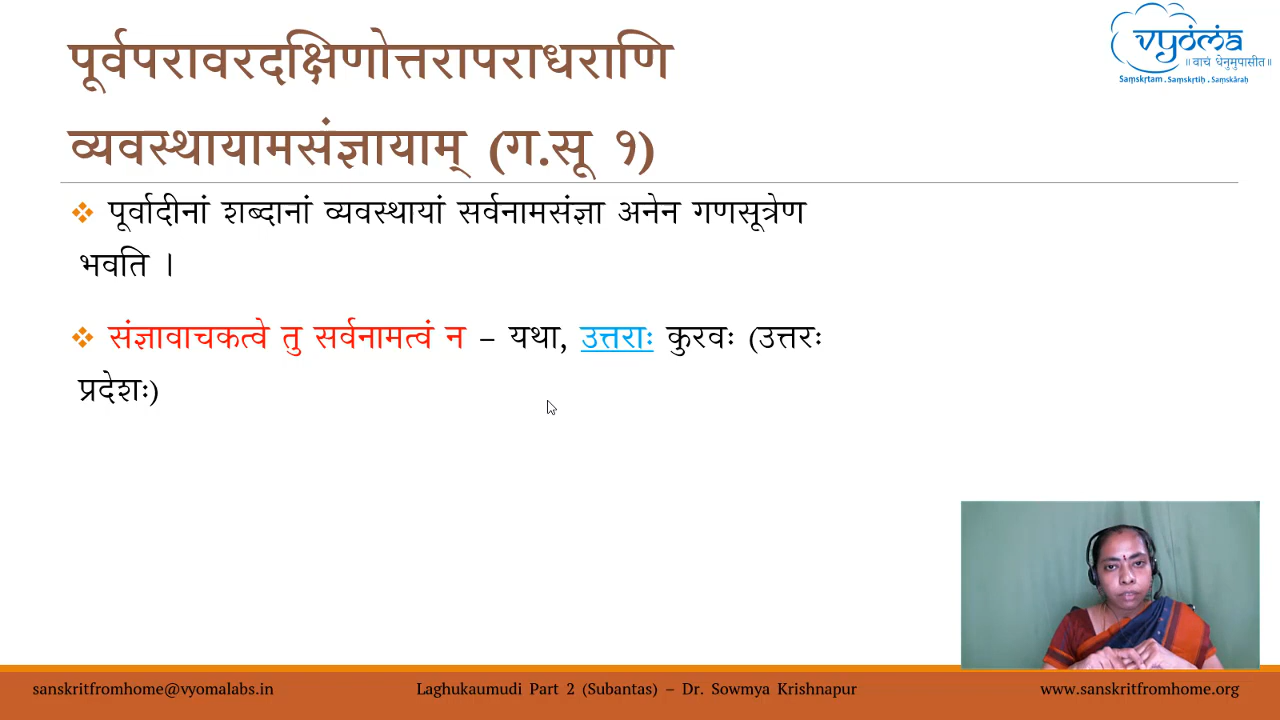 पूर्वपरावरदक्षिणोत्तरापराधराणि
व्यवस्थायामसंज्ञायाम् (ग.सू १)
vyoma
॥वाचं धेनुमुपासीत॥
Saṃskṛtam . Saṃskṛtiḥ . Saṃskāraḥ
❖ पूर्वादीनां शब्दानां व्यवस्थायां सर्वनामसंज्ञा अनेन गणसूत्रेण
भवति ।
❖ संज्ञावाचकत्वे तु सर्वनामत्वं न – यथा, उत्तराः कुरवः (उत्तरः
प्रदेशः)
sanskritfromhome@vyomalabs.in
Laghukaumudi Part 2 (Subantas) – Dr. Sowmya Krishnapur
www.sanskritfromhome.org